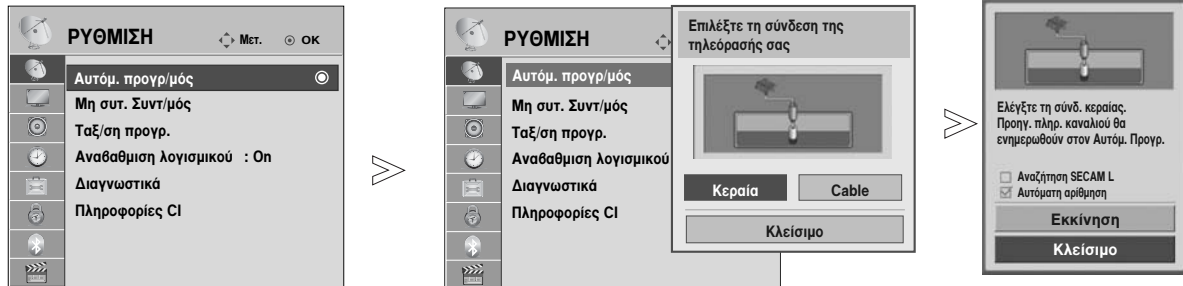 ΡΥΘΜΙΣΗ Μετ. OK
Αυτόμ. προγρ/μός
Μη συτ. Συντ/μός
Ταξ/ση προγρ.
Αναβαθμιση λογισμικού : On
Διαγνωστικά
Πληροφορίες CI
ΡΥΘΜΙΣΗ
Αυτόμ. προγρ/μός
Μη συτ. Συντ/μός
Ταξ/ση προγρ.
Αναβαθμιση λογισμικού
Διαγνωστικά
Πληροφορίες CI
Επιλέξτε τη σύνδεση της
τηλεόρασής σας
Κεραία Cable
Κλείσιμο
Ελέγξτε τη σύνδ. κεραίας.
Προηγ. πληρ. καναλιού θα
ενημερωθούν στον Αυτόμ. Προγρ.
Αναζήτηση SECAM L
Αυτόματη αρίθμηση
Εκκίνηση
Κλείσιμο